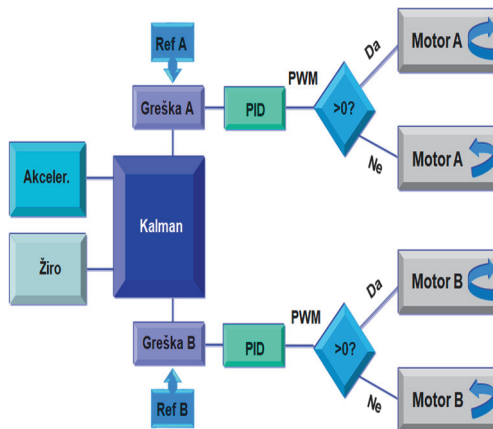 Ref A
Greška A
PID
PWM
>0?
Da
Ne
Motor A
Motor A
Akceler.
Žiro
Kalman
Greška B
Ref B
PID
PWM
>0?
Da
Ne
Motor B
Motor B